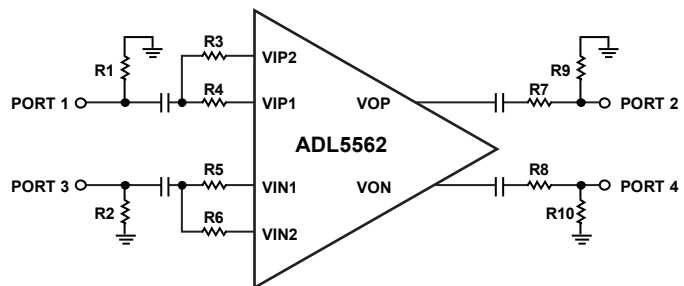 R3
VIP2
R1
R9
R4
R7
PORT 1
VIP1
VOP
PORT 2
ADL5562
R5
R8
PORT 3
VIN1
VON
PORT 4
R2
R6
R10
VIN2